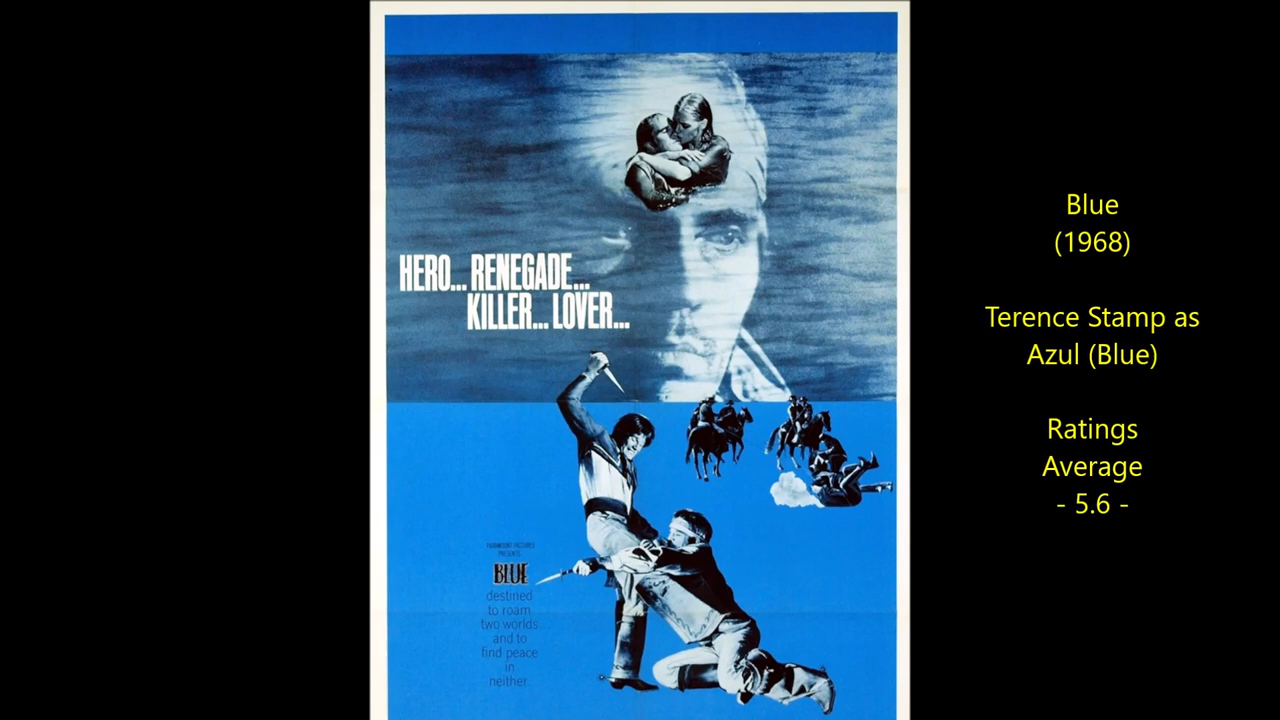 HERO... RENEGADE...
KILLER... LOVER...
PARAMOUNT PICTURES
PRESENTS
BLUE
destined
to roam
two worlds...
and to
find peace
in
neither.
Blue
(1968)
Terence Stamp as
Azul (Blue)
Ratings
Average
- 5.6 -